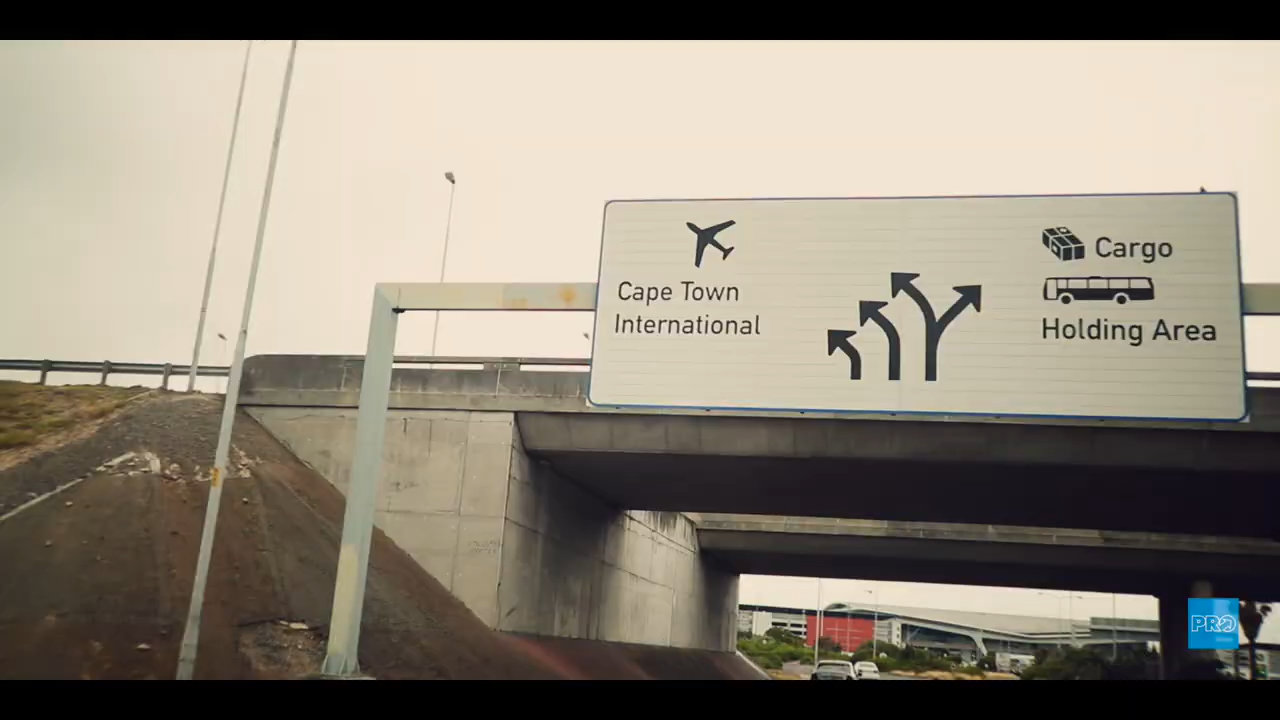 Cape Town
International
Cargo
Holding Area
PRO